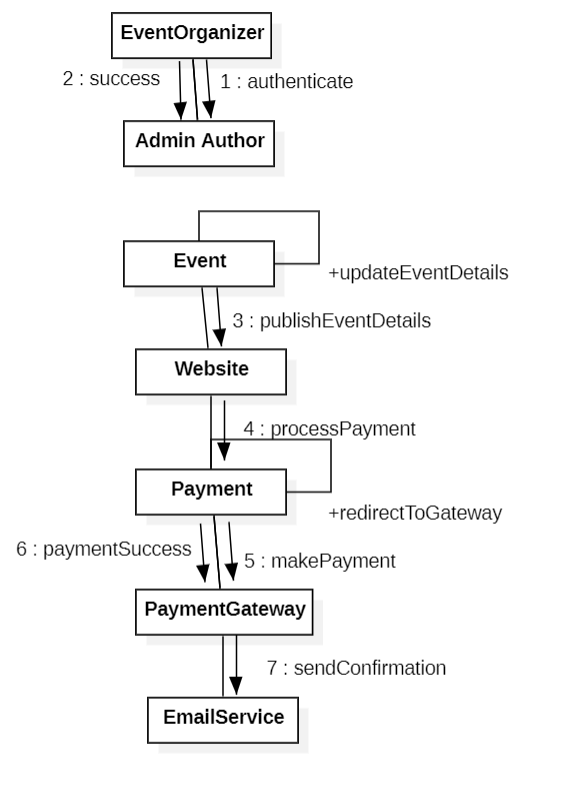 EventOrganizer
2 : success
1 : authenticate
Admin Author
Event
+updateEventDetails
3 : publishEventDetails
Website
4 : processPayment
Payment
+redirectToGateway
6 : paymentSuccess
5 : makePayment
PaymentGateway
7 : sendConfirmation
EmailService